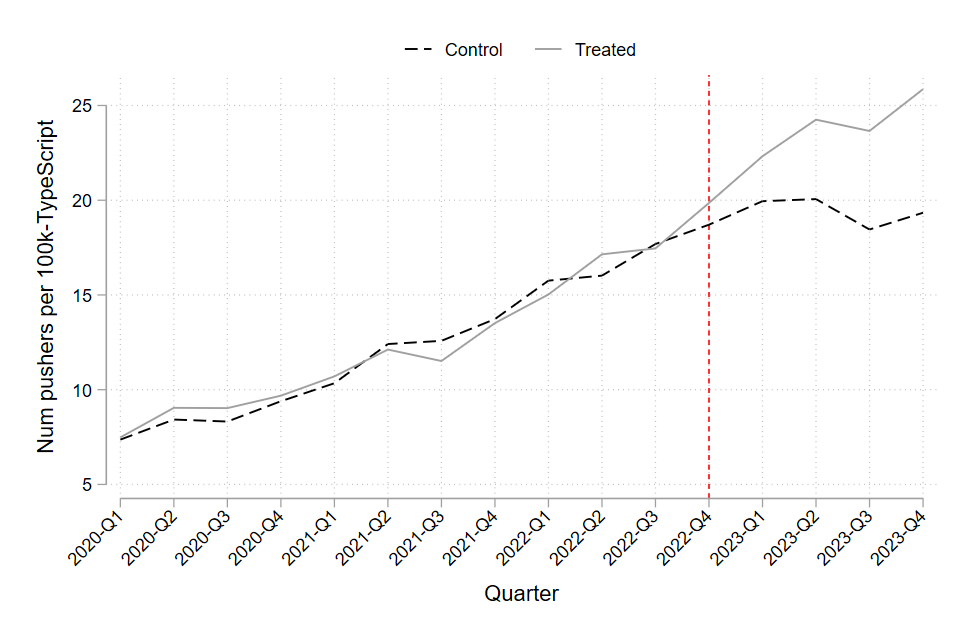 Control Treated
Num pushers per 100k-TypeScript
25
20
15
10
5
2020-Q1
2020-Q2
2020-Q3
2020-Q4
2021-Q1
2021-Q2
2021-Q3
2021-Q4
2022-Q1
2022-Q2
2022-Q3
2022-Q4
2023-Q1
2023-Q2
2023-Q3
2023-Q4
Quarter